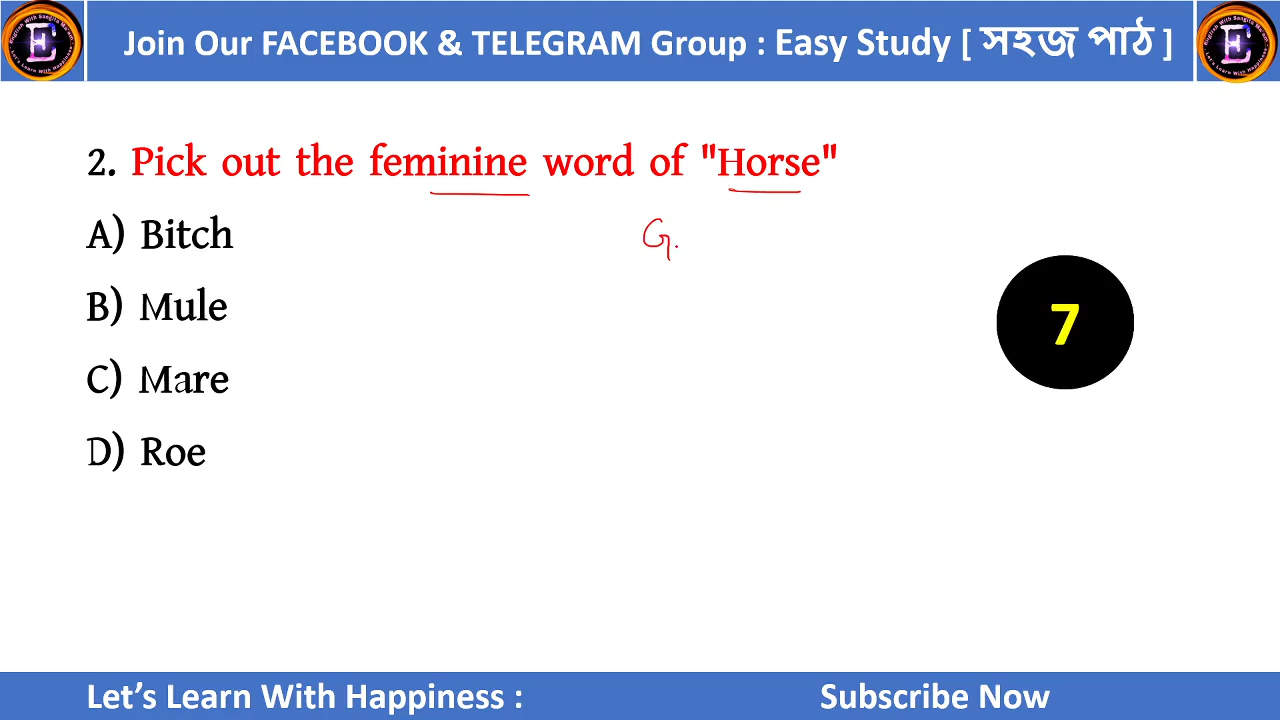 Join Our FACEBOOK & TELEGRAM Group : Easy Study [ সহজ পাঠ ]
2. Pick out the feminine word of "Horse"
A) Bitch
G.
B) Mule
7
C) Mare
D) Roe
Let's Learn With Happiness :
Subscribe Now